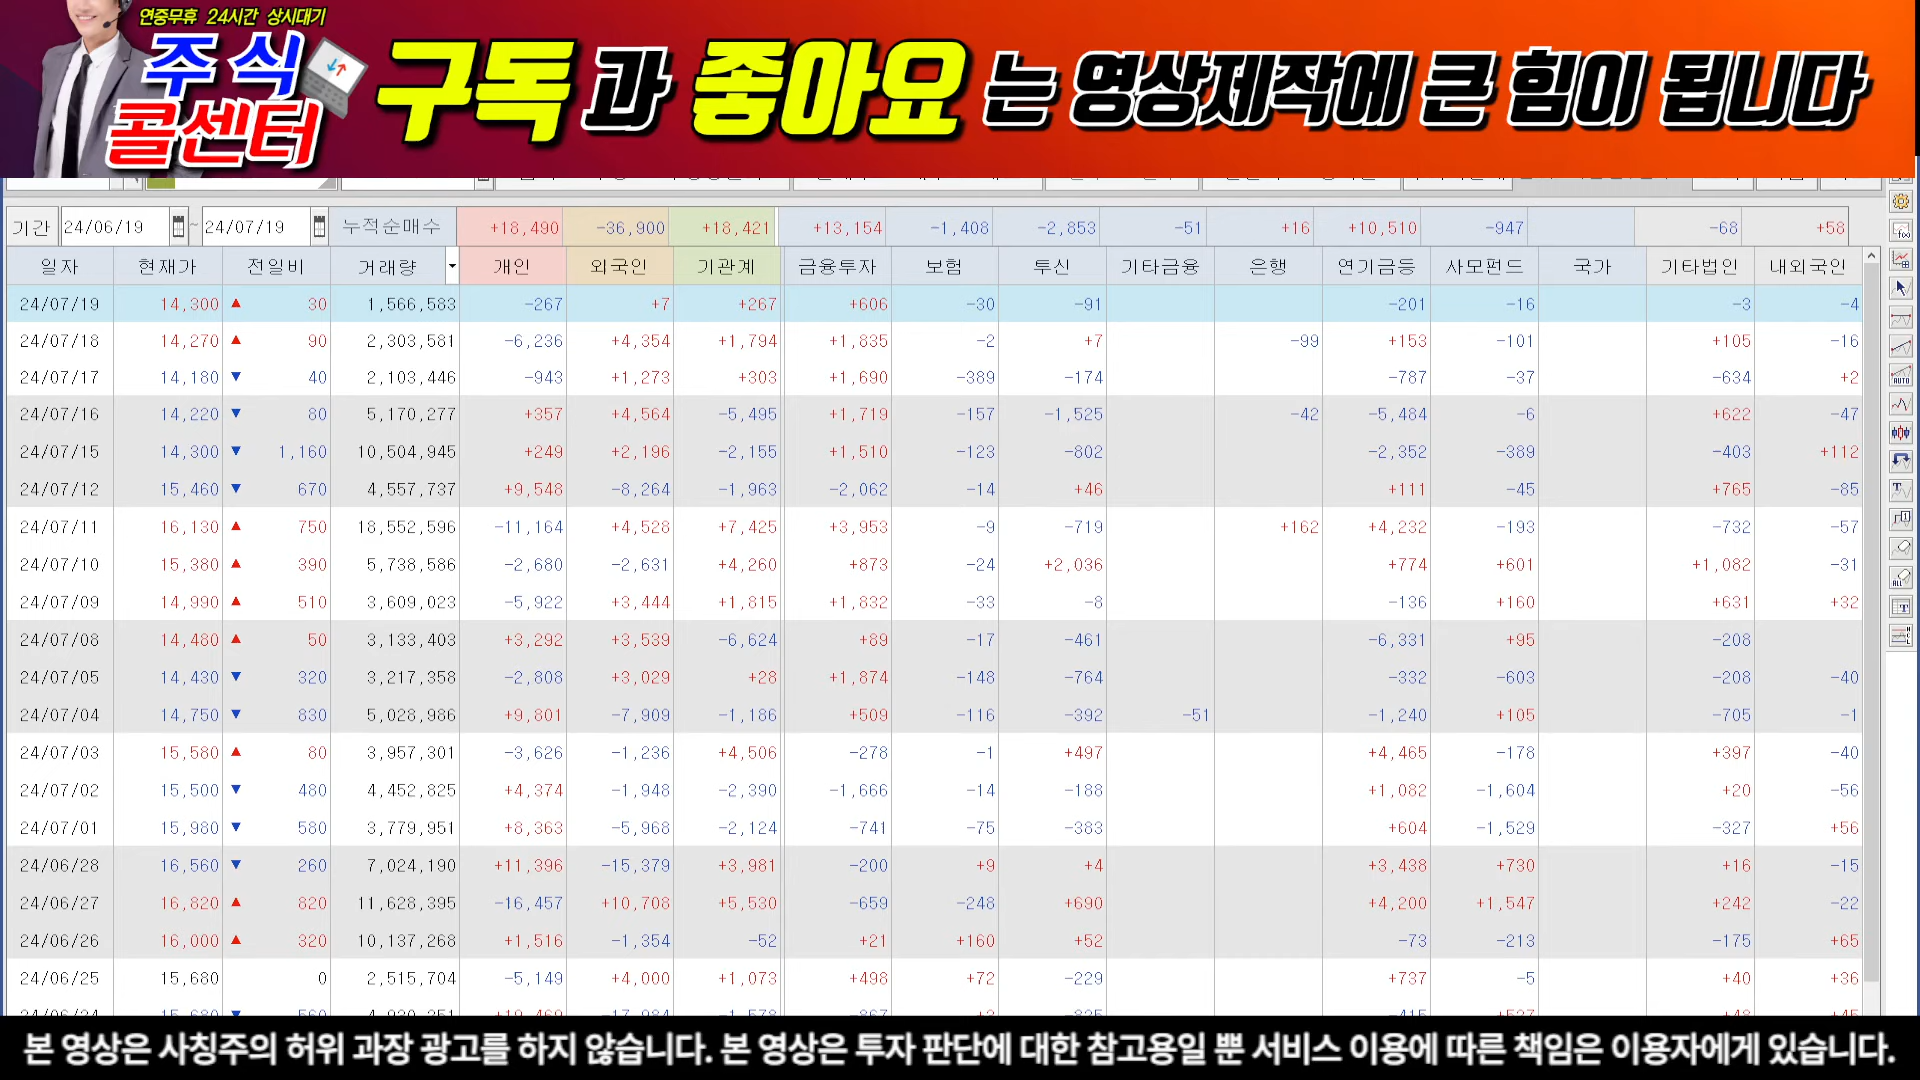 연중무휴 24시간 상시대기
주식
콜센터
구독과 좋아요는 영상제작에 큰 힘이 됩니다
기간 24/06/19 ~ 24/07/19 누적순매수 +18,490 -36,900 +18,421 +13,154 -1,408 -2,853 -51 +16 +10,510 -947 -68 +58
일자 현재가 전일비 거래량 개인 외국인 기관계 금융투자 보험 투신 기타금융 은행 연기금등 사모펀드 국가 기타법인 내외국인
24/07/19 14,300 ▲ 30 1,566,583 -267 +7 +267 +606 -30 -91 -201 -16 -3 -4
24/07/18 14,270 ▲ 90 2,303,581 -6,236 +4,354 +1,794 +1,835 -2 +7 -99 +153 -101 +105 -16
24/07/17 14,180 ▼ 40 2,103,446 -943 +1,273 +303 +1,690 -389 -174 -787 -37 -634 +2
24/07/16 14,220 ▼ 80 5,170,277 +357 +4,564 -5,495 +1,719 -157 -1,525 -42 -5,484 -6 +622 -47
24/07/15 14,300 ▼ 1,160 10,504,945 +249 +2,196 -2,155 +1,510 -123 -802 -2,352 -389 -403 +112
24/07/12 15,460 ▼ 670 4,557,737 +9,548 -8,264 -1,963 -2,062 -14 +46 +111 -45 +765 -85
24/07/11 16,130 ▲ 750 18,552,596 -11,164 +4,528 +7,425 +3,953 -9 -719 +162 +4,232 -193 -732 -57
24/07/10 15,380 ▲ 390 5,738,586 -2,680 -2,631 +4,260 +873 -24 +2,036 +774 +601 +1,082 -31
24/07/09 14,990 ▲ 510 3,609,023 -5,922 +3,444 +1,815 +1,832 -33 -8 -136 +160 +631 +32
24/07/08 14,480 ▲ 50 3,133,403 +3,292 +3,539 -6,624 +89 -17 -461 -6,331 +95 -208
24/07/05 14,430 ▼ 320 3,217,358 -2,808 +3,029 +28 +1,874 -148 -764 -332 -603 -208 -40
24/07/04 14,750 ▼ 830 5,028,986 +9,801 -7,909 -1,186 +509 -116 -392 -51 -1,240 +105 -705 -1
24/07/03 15,580 ▲ 80 3,957,301 -3,626 -1,236 +4,506 -278 -1 +497 +4,465 -178 +397 -40
24/07/02 15,500 ▼ 480 4,452,825 +4,374 -1,948 -2,390 -1,666 -14 -188 +1,082 -1,604 +20 -56
24/07/01 15,980 ▼ 580 3,779,951 +8,363 -5,968 -2,124 -741 -75 -383 +604 -1,529 -327 +56
24/06/28 16,560 ▼ 260 7,024,190 +11,396 -15,379 +3,981 -200 +9 +4 +3,438 +730 +16 -15
24/06/27 16,820 ▲ 820 11,628,395 -16,457 +10,708 +5,530 -659 -248 +690 +4,200 +1,547 +242 -22
24/06/26 16,000 ▲ 320 10,137,268 +1,516 -1,354 -52 +21 +160 +52 -73 -213 -175 +65
24/06/25 15,680 0 2,515,704 -5,149 +4,000 +1,073 +498 +72 -229 +737 -5 +40 +36
본 영상은 사칭주의 허위 과장 광고를 하지 않습니다. 본 영상은 투자 판단에 대한 참고용일 뿐 서비스 이용에 따른 책임은 이용자에게 있습니다.